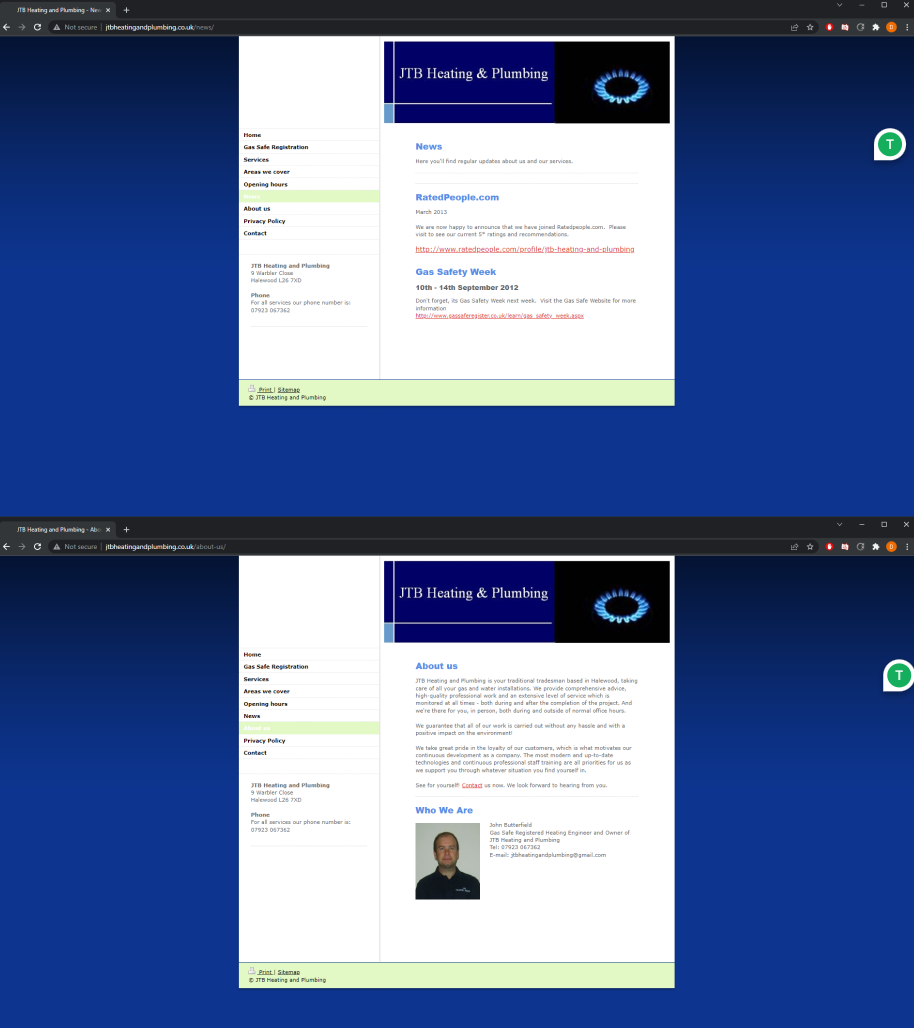 JTB Heating and Plumbing - New
Not secure | jtbheatingandplumbing.co.uk/news/
D
JTB Heating & Plumbing
Home
Gas Safe Registration
Services
Areas we cover
Opening hours
News
About us
Privacy Policy
Contact
JTB Heating and Plumbing
9 Warbler Close
Halewood L26 7XD
Phone
For all services our phone number is:
07923 067362
News
Here you'll find regular updates about us and our services.
RatedPeople.com
March 2013
We are now happy to announce that we have joined Ratedpeople.com. Please
visit to see our current 5* ratings and recommendations.
http://www.ratedpeople.com/profile/jtb-heating-and-plumbing
Gas Safety Week
10th - 14th September 2012
Don't forget, its Gas Safety Week next week. Visit the Gas Safe Website for more
information
http://www.gassaferegister.co.uk/learn/gas_safety_week.aspx
T
Print | Sitemap
© JTB Heating and Plumbing
JTB Heating and Plumbing - Abo
Not secure | jtbheatingandplumbing.co.uk/about-us/
D
JTB Heating & Plumbing
Home
Gas Safe Registration
Services
Areas we cover
Opening hours
News
About us
Privacy Policy
Contact
JTB Heating and Plumbing
9 Warbler Close
Halewood L26 7XD
Phone
For all services our phone number is:
07923 067362
About us
JTB Heating and Plumbing is your traditional tradesman based in Halewood, taking
care of all your gas and water installations. We provide comprehensive advice,
high-quality professional work and an extensive level of service which is
monitored at all times - both during and after the completion of the project. And
we're there for you, in person, both during and outside of normal office hours.
We guarantee that all of our work is carried out without any hassle and with a
positive impact on the environment!
We take great pride in the loyalty of our customers, which is what motivates our
continuous development as a company. The most modern and up-to-date
technologies and continuous professional staff training are all priorities for us as
we support you through whatever situation you find yourself in.
See for yourself! Contact us now. We look forward to hearing from you.
Who We Are
John Butterfield
Gas Safe Registered Heating Engineer and Owner of
JTB Heating and Plumbing
Tel: 07923 067362
E-mail: jtbheatingandplumbing@gmail.com
T
Print | Sitemap
© JTB Heating and Plumbing